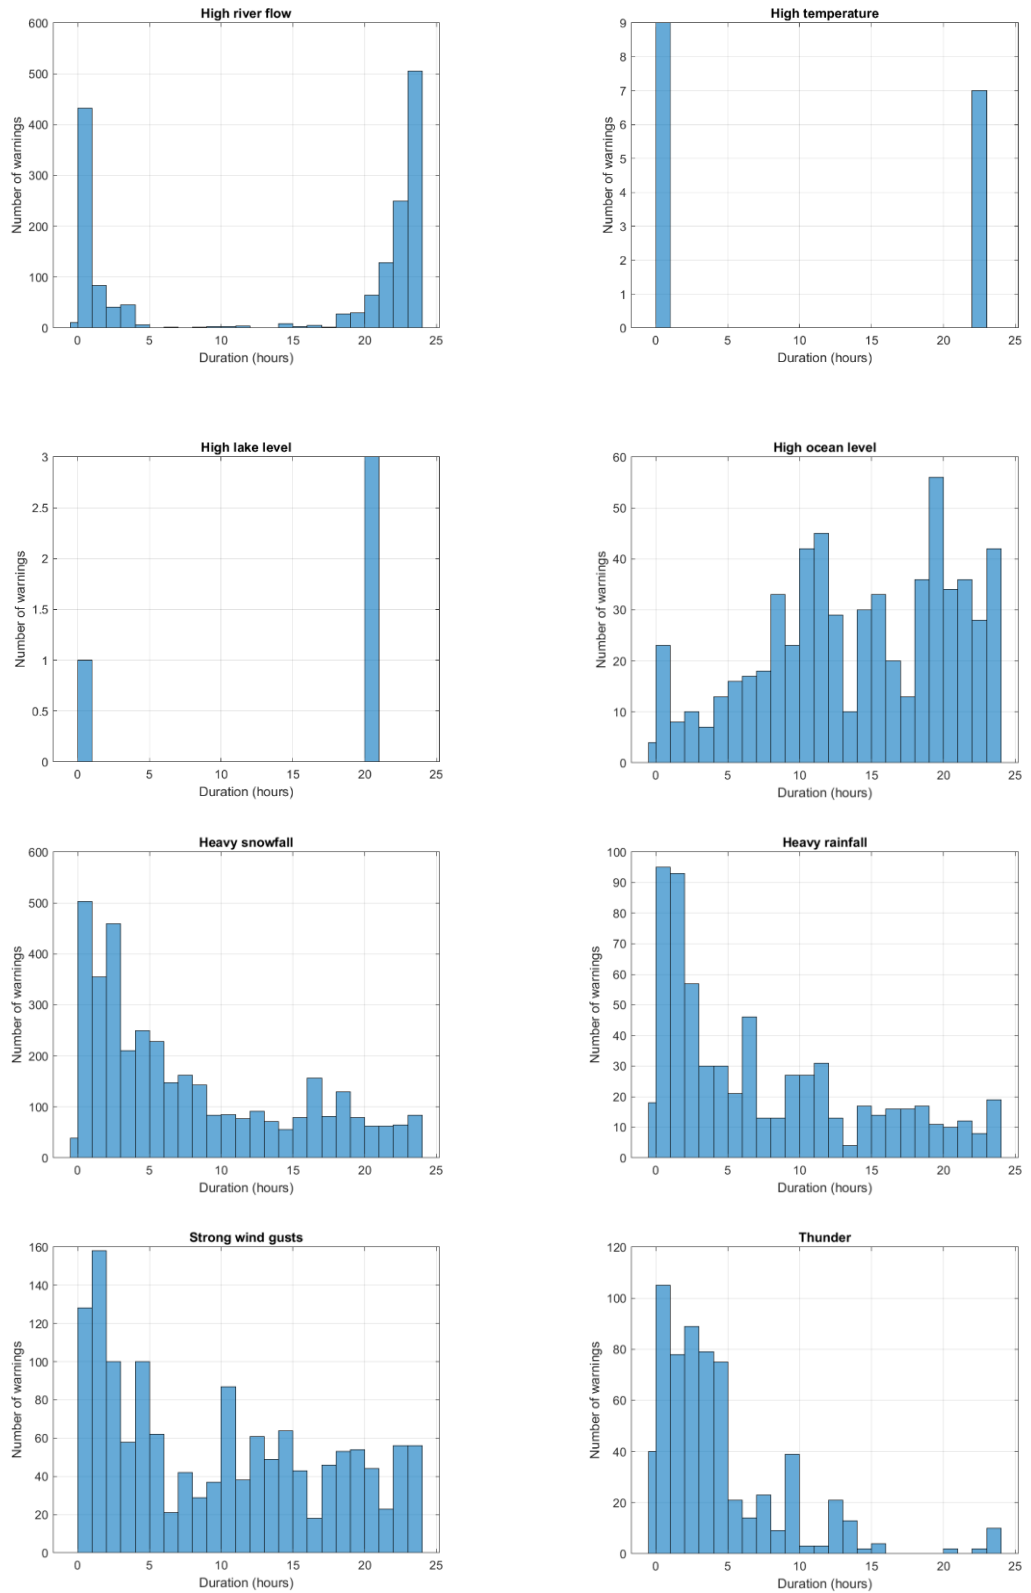 High river flow
Number of warnings
600
500
400
300
200
100
0
0 5 10 15 20 25
Duration (hours)
High temperature
Number of warnings
9
8
7
6
5
4
3
2
1
0
0 5 10 15 20 25
Duration (hours)
High lake level
Number of warnings
3
2.5
2
1.5
1
0.5
0
0 5 10 15 20 25
Duration (hours)
High ocean level
Number of warnings
60
50
40
30
20
10
0
0 5 10 15 20 25
Duration (hours)
Heavy snowfall
Number of warnings
600
500
400
300
200
100
0
0 5 10 15 20 25
Duration (hours)
Heavy rainfall
Number of warnings
100
90
80
70
60
50
40
30
20
10
0
0 5 10 15 20 25
Duration (hours)
Strong wind gusts
Number of warnings
160
140
120
100
80
60
40
20
0
0 5 10 15 20 25
Duration (hours)
Thunder
Number of warnings
120
100
80
60
40
20
0
0 5 10 15 20 25
Duration (hours)